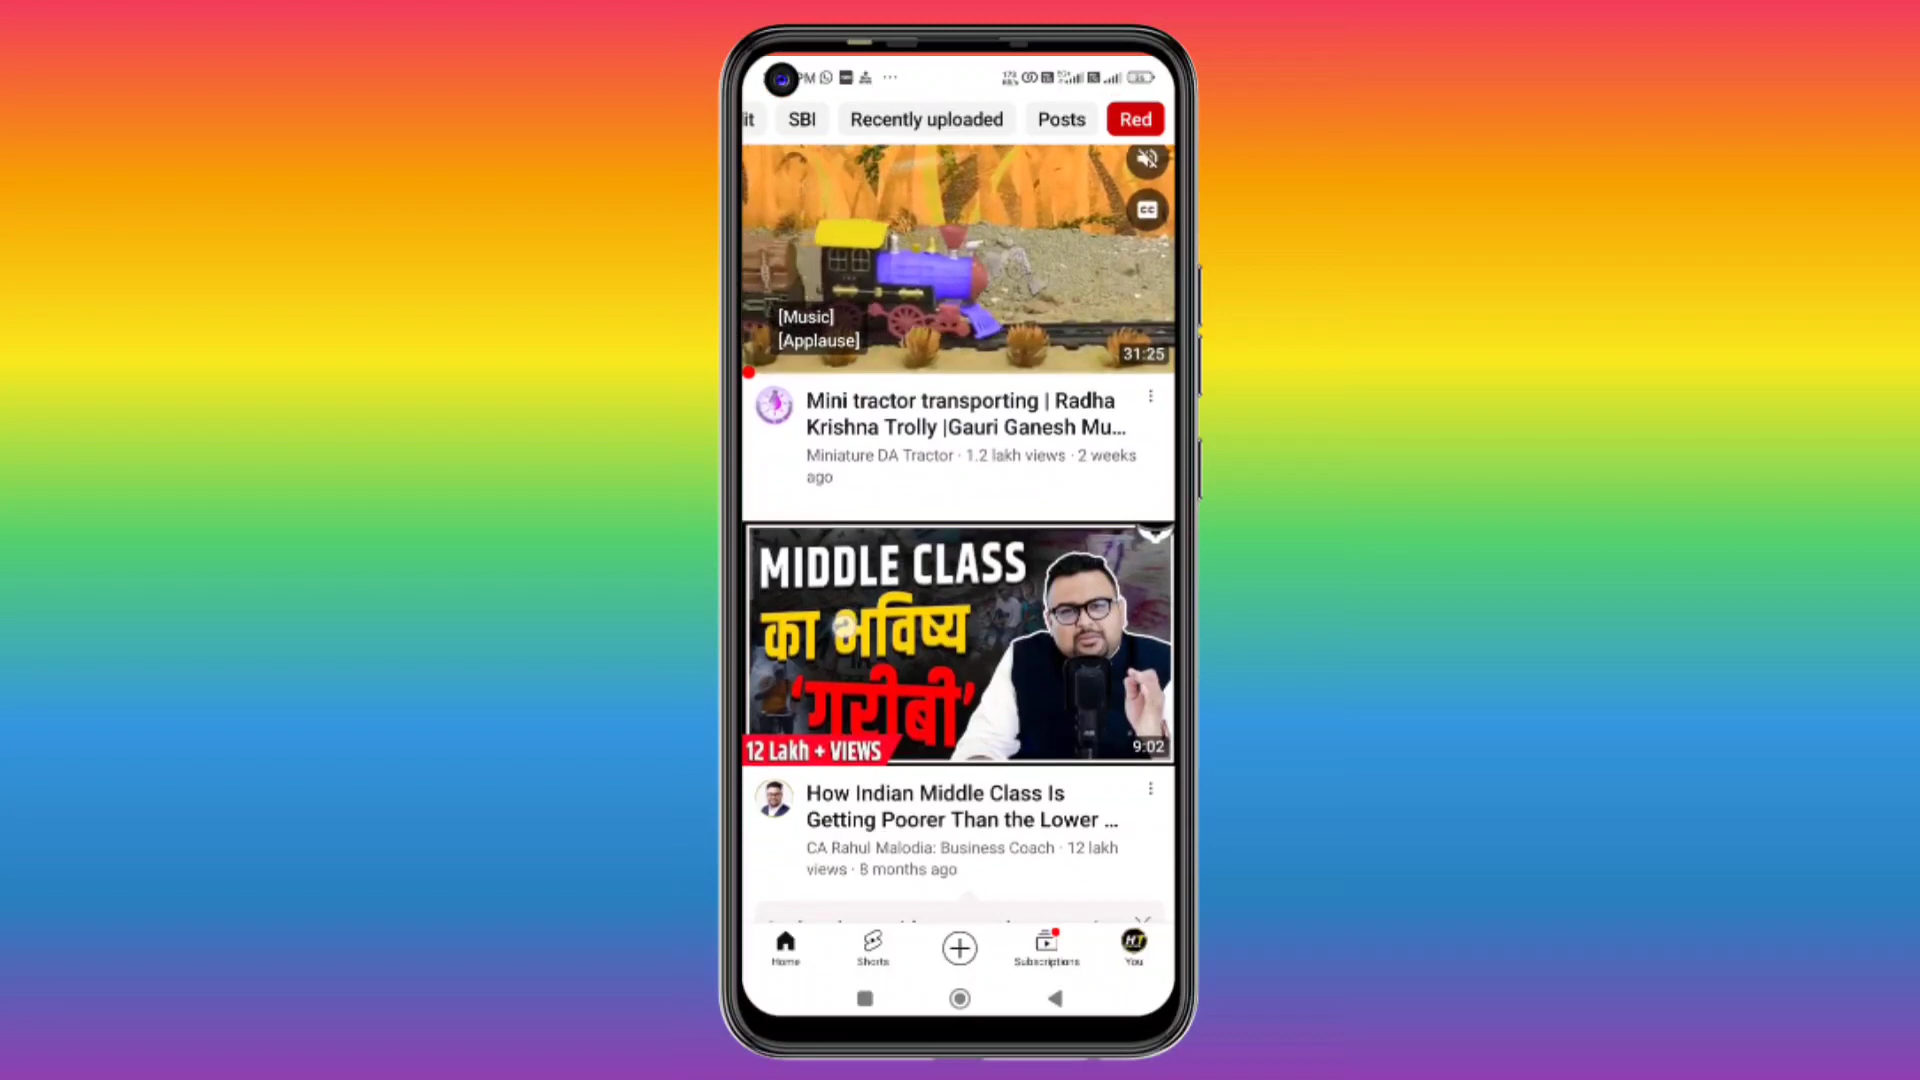 PM
it
SBI
Recently uploaded
Posts
Red
CC
[Music]
[Applause]
31:25
Mini tractor transporting | Radha
Krishna Trolly |Gauri Ganesh Mu...
Miniature DA Tractor · 1.2 lakh views · 2 weeks
ago
MIDDLE CLASS
का भविष्य
'गरीबी'
12 Lakh + VIEWS
9:02
How Indian Middle Class Is
Getting Poorer Than the Lower ...
CA Rahul Malodia: Business Coach · 12 lakh
views · 8 months ago
Home
Shorts
Subscriptions
HT
You